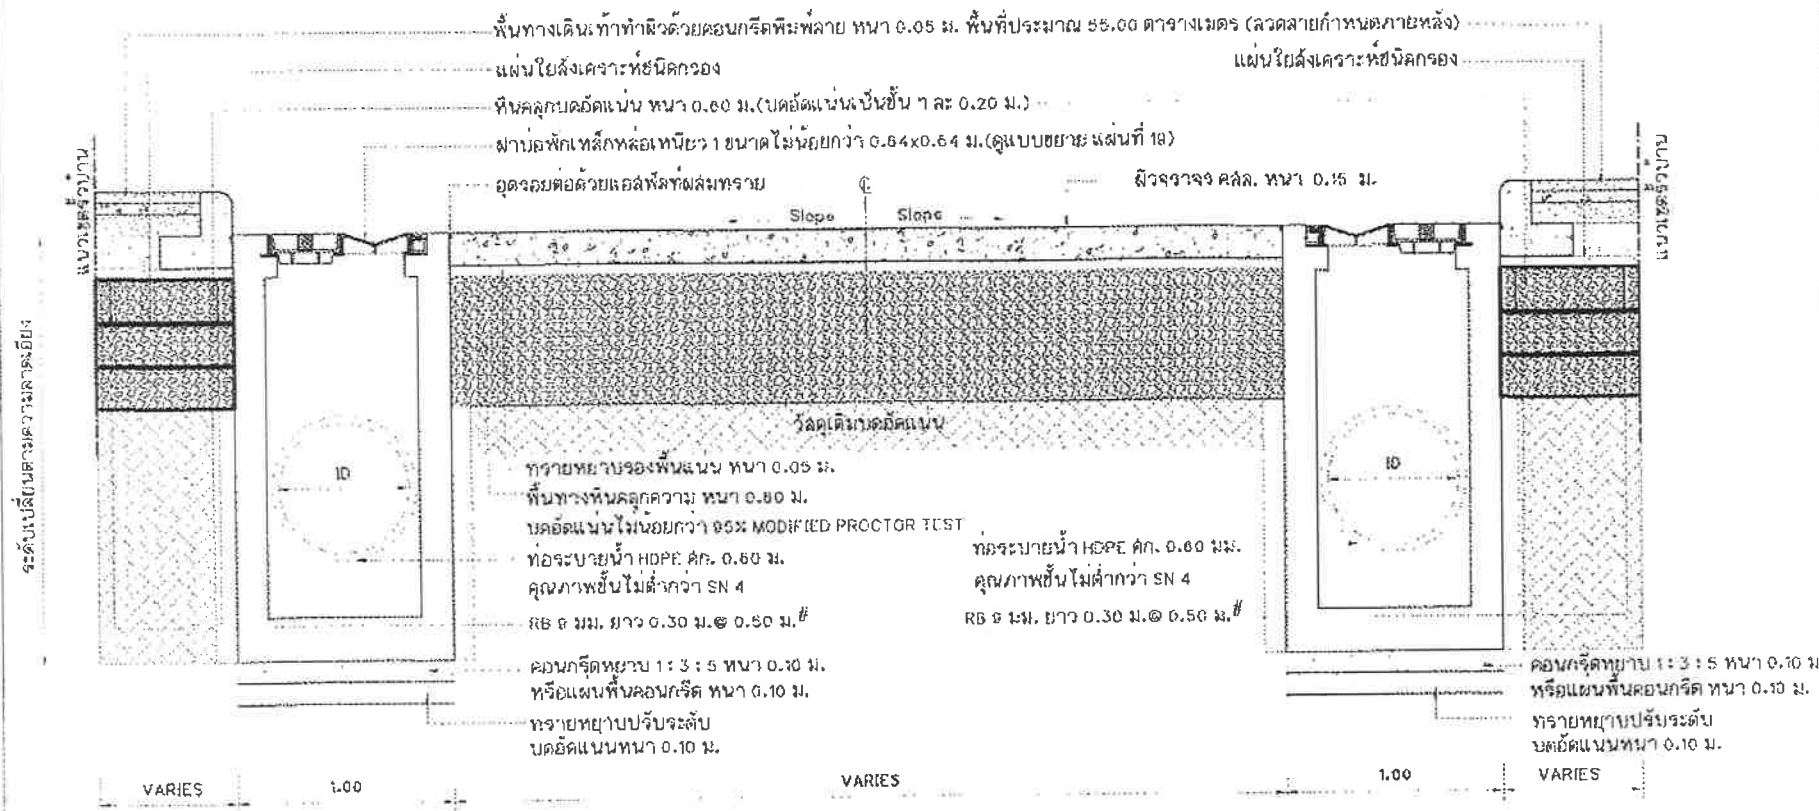 พื้นทางเดินเท้าทำผิวด้วยคอนกรีตพิมพ์ลาย หนา 0.05 ม. พื้นที่ประมาณ 55.00 ตารางเมตร (ลวดลายกำหนดภายหลัง)
แผ่นใยสังเคราะห์ชนิดกรอง
แผ่นใยสังเคราะห์ชนิดกรอง
หินคลุกบดอัดแน่น หนา 0.60 ม.(บดอัดแน่นเป็นชั้น ๆ ละ 0.20 ม.)
ฝาบ่อพักเหล็กหล่อเหนียว 1 ขนาดไม่น้อยกว่า 0.64x0.64 ม.(ดูแบบขยาย แผ่นที่ 19)
อุดรอยต่อด้วยแอสฟัลท์ผสมทราย
ผิวจราจร คสล. หนา 0.15 ม.
Slope
Slope
ระดับเปลี่ยนตามความลาดเอียง
วัสดุเดิมบดอัดแน่น
ทรายหยาบรองพื้นแน่น หนา 0.05 ม.
พื้นทางหินคลุกความ หนา 0.60 ม.
บดอัดแน่นไม่น้อยกว่า 95% MODIFIED PROCTOR TEST
ID
ID
ท่อระบายน้ำ HDPE ศก. 0.60 ม.
คุณภาพชั้นไม่ต่ำกว่า SN 4
ท่อระบายน้ำ HDPE ศก. 0.60 มม.
คุณภาพชั้นไม่ต่ำกว่า SN 4
RB 9 มม. ยาว 0.30 ม.@ 0.50 ม.#
RB 9 มม. ยาว 0.30 ม.@ 0.50 ม.#
คอนกรีตหยาบ 1 : 3 : 5 หนา 0.10 ม.
หรือแผ่นพื้นคอนกรีต หนา 0.10 ม.
คอนกรีตหยาบ 1 : 3 : 5 หนา 0.10 ม
หรือแผ่นพื้นคอนกรีต หนา 0.10 ม.
ทรายหยาบปรับระดับ
บดอัดแน่นหนา 0.10 ม.
ทรายหยาบปรับระดับ
บดอัดแน่นหนา 0.10 ม.
VARIES
1.00
VARIES
1.00
VARIES